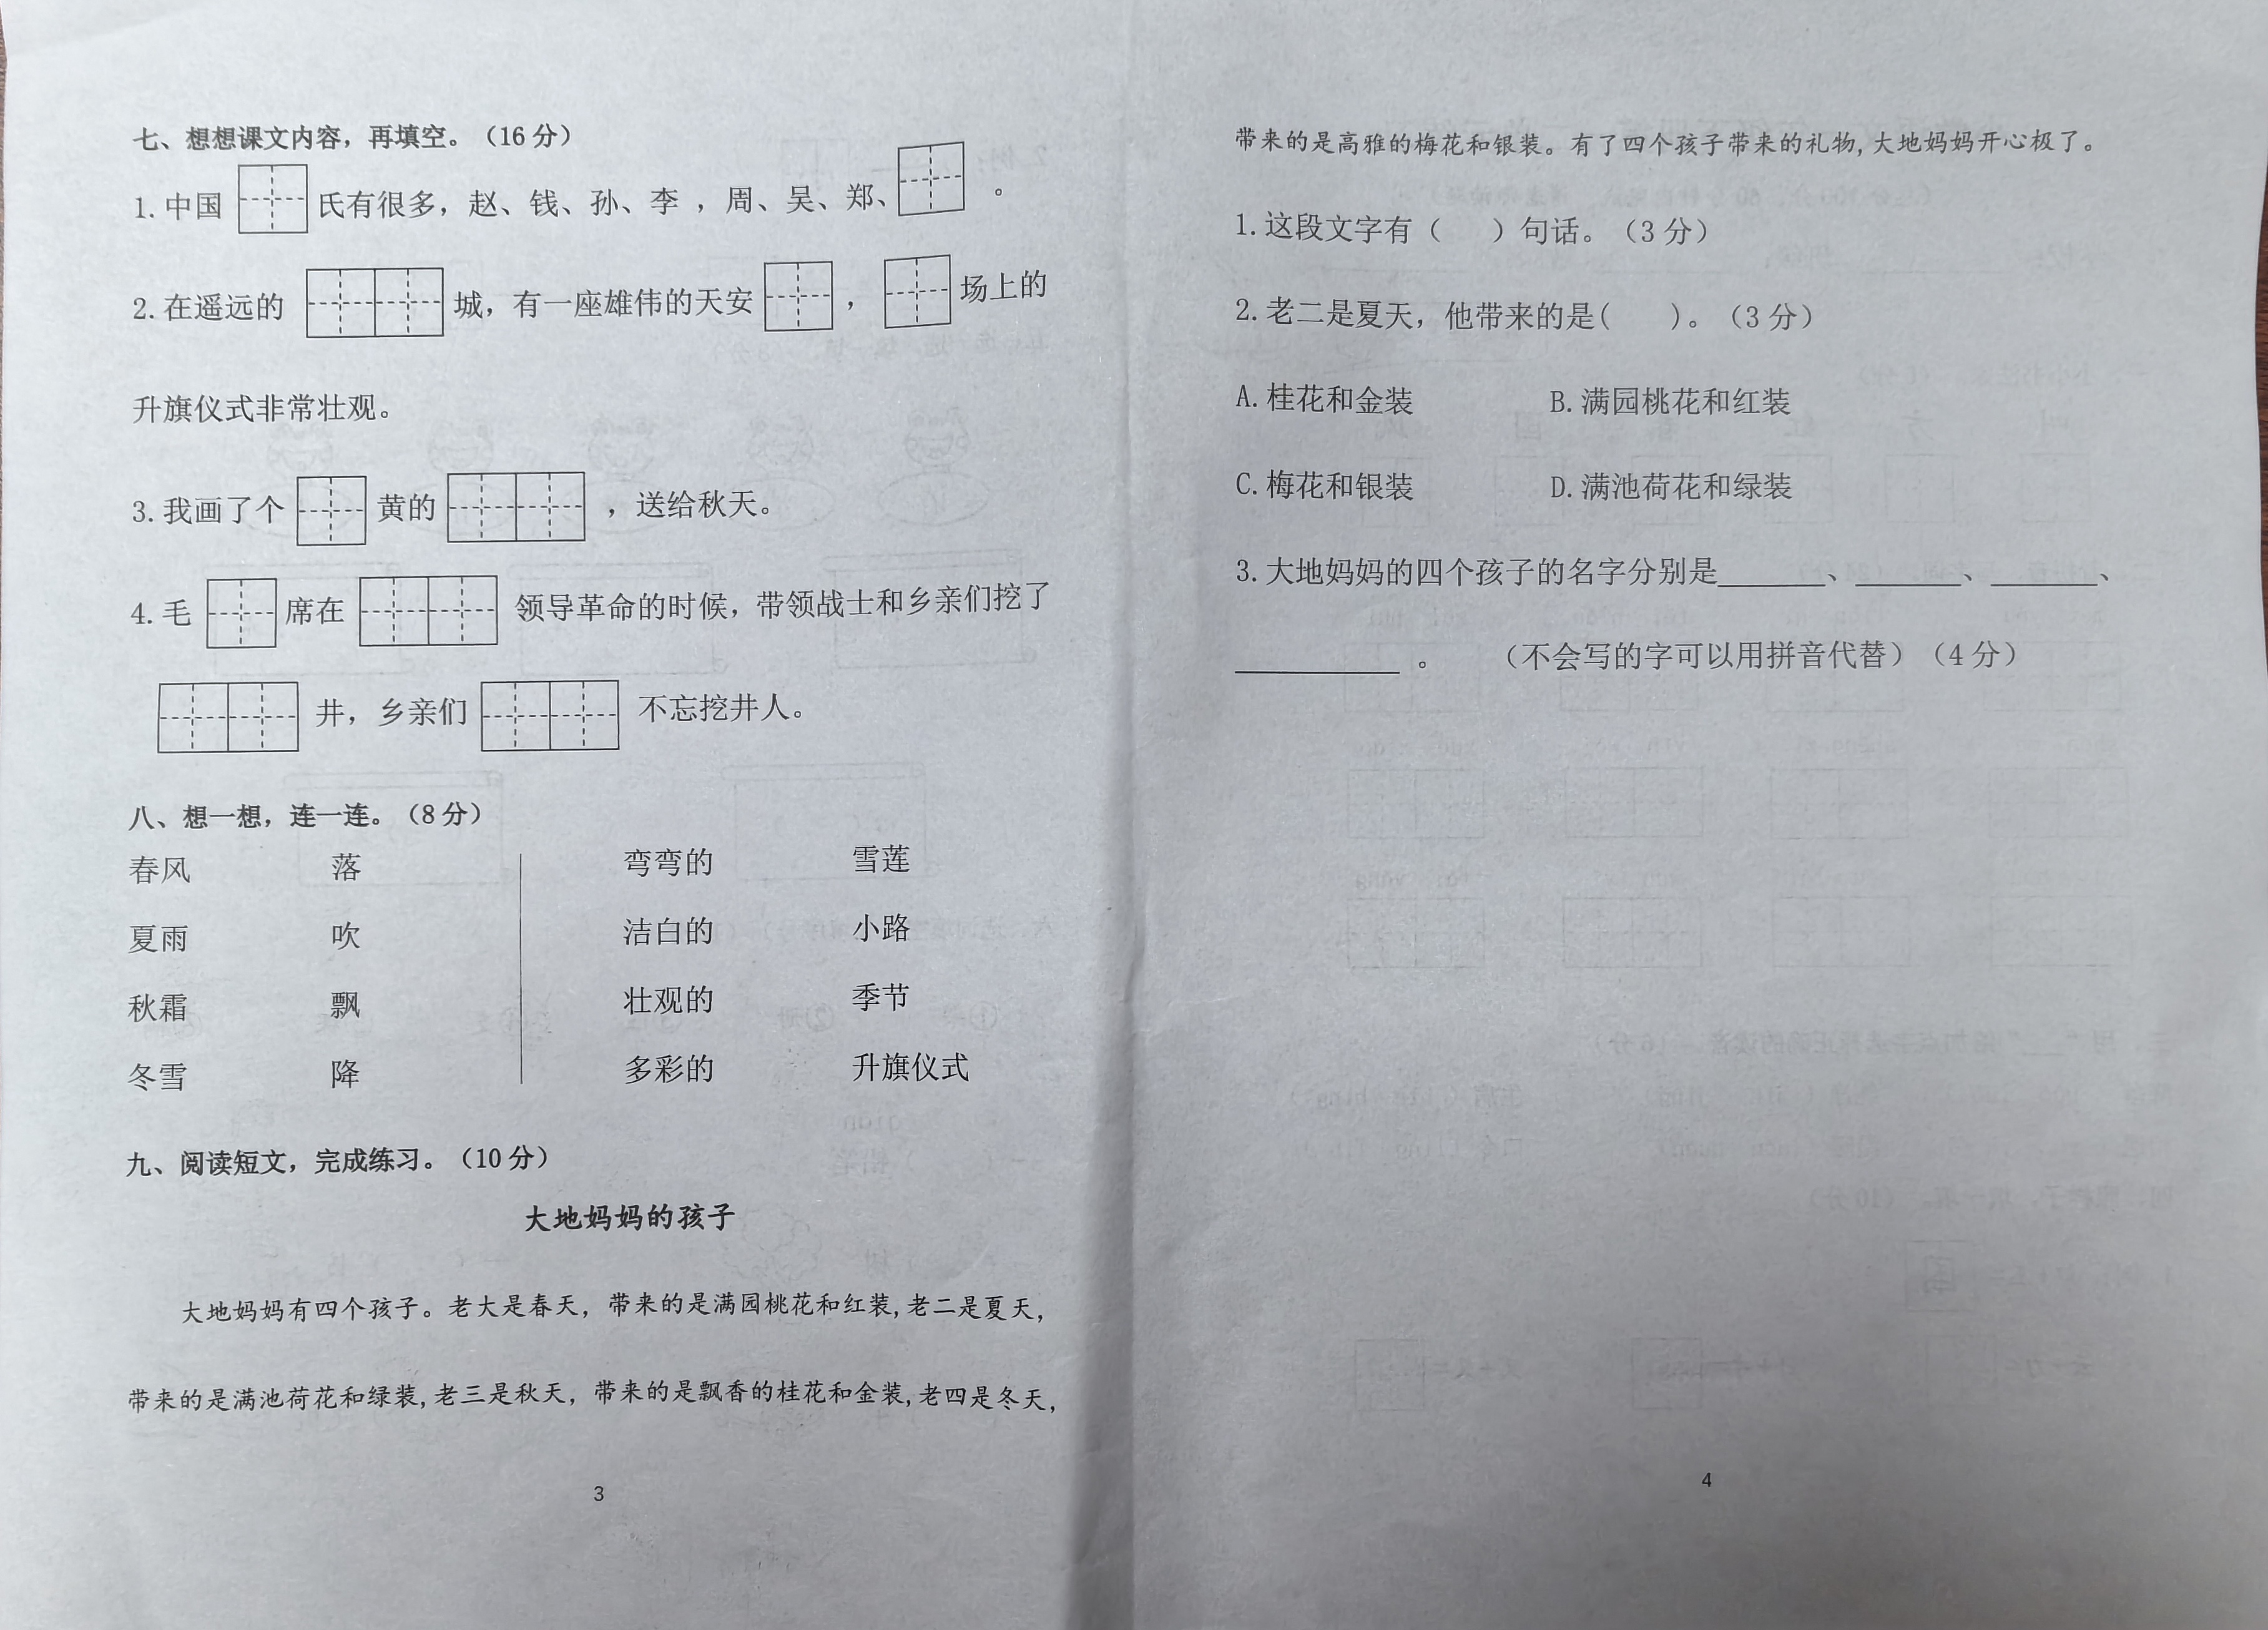 七、想想课文内容，再填空。（16 分）
1. 中国 氏有很多，赵、钱、孙、李 ，周、吴、郑、 。
2. 在遥远的 城，有一座雄伟的天安 ， 场上的
升旗仪式非常壮观。
3. 我画了个 黄的 ，送给秋天。
4. 毛 席在 领导革命的时候，带领战士和乡亲们挖了
井，乡亲们 不忘挖井人。
八、想一想，连一连。（8 分）
春风 落 弯弯的 雪莲
夏雨 吹 洁白的 小路
秋霜 飘 壮观的 季节
冬雪 降 多彩的 升旗仪式
九、阅读短文，完成练习。（10 分）
大地妈妈的孩子
大地妈妈有四个孩子。老大是春天，带来的是满园桃花和红装,老二是夏天，
带来的是满池荷花和绿装,老三是秋天，带来的是飘香的桂花和金装,老四是冬天，
3
带来的是高雅的梅花和银装。有了四个孩子带来的礼物,大地妈妈开心极了。
1. 这段文字有（ ）句话。（3 分）
2. 老二是夏天，他带来的是( )。（3 分）
A. 桂花和金装 B. 满园桃花和红装
C. 梅花和银装 D. 满池荷花和绿装
3. 大地妈妈的四个孩子的名字分别是_______、_______、_______、
___________ 。 （不会写的字可以用拼音代替）（4 分）
4